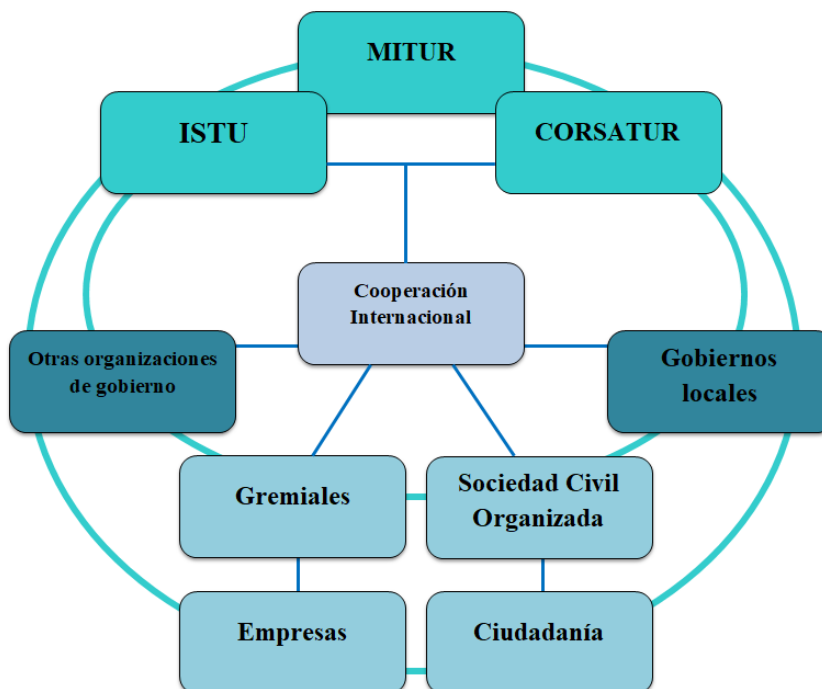 MITUR
ISTU
CORSATUR
Cooperación
Internacional
Otras organizaciones
de gobierno
Gobiernos
locales
Gremiales
Sociedad Civil
Organizada
Empresas
Ciudadanía